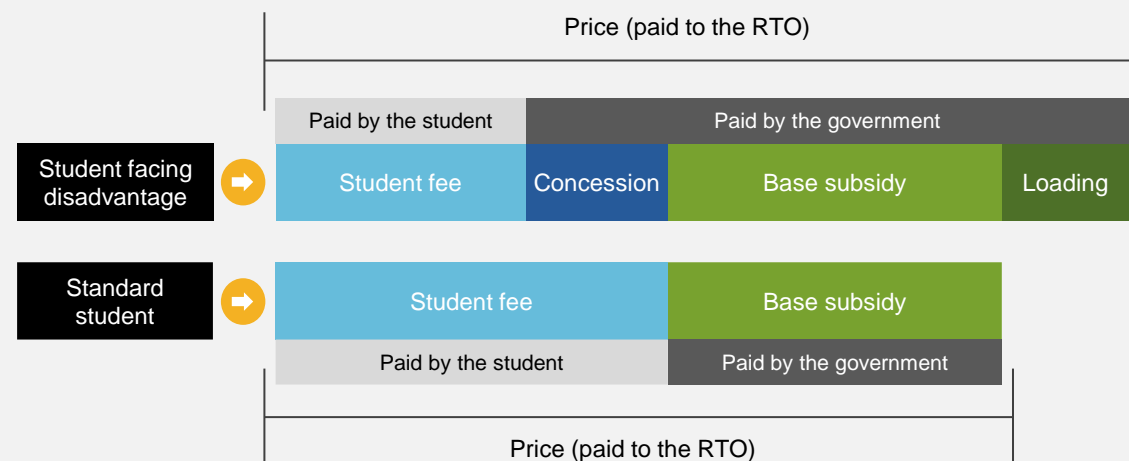 Price (paid to the RTO)
Paid by the student
Paid by the government
Student facing
disadvantage
Student fee
Concession
Base subsidy
Loading
Standard
student
Student fee
Base subsidy
Paid by the student
Paid by the government
Price (paid to the RTO)